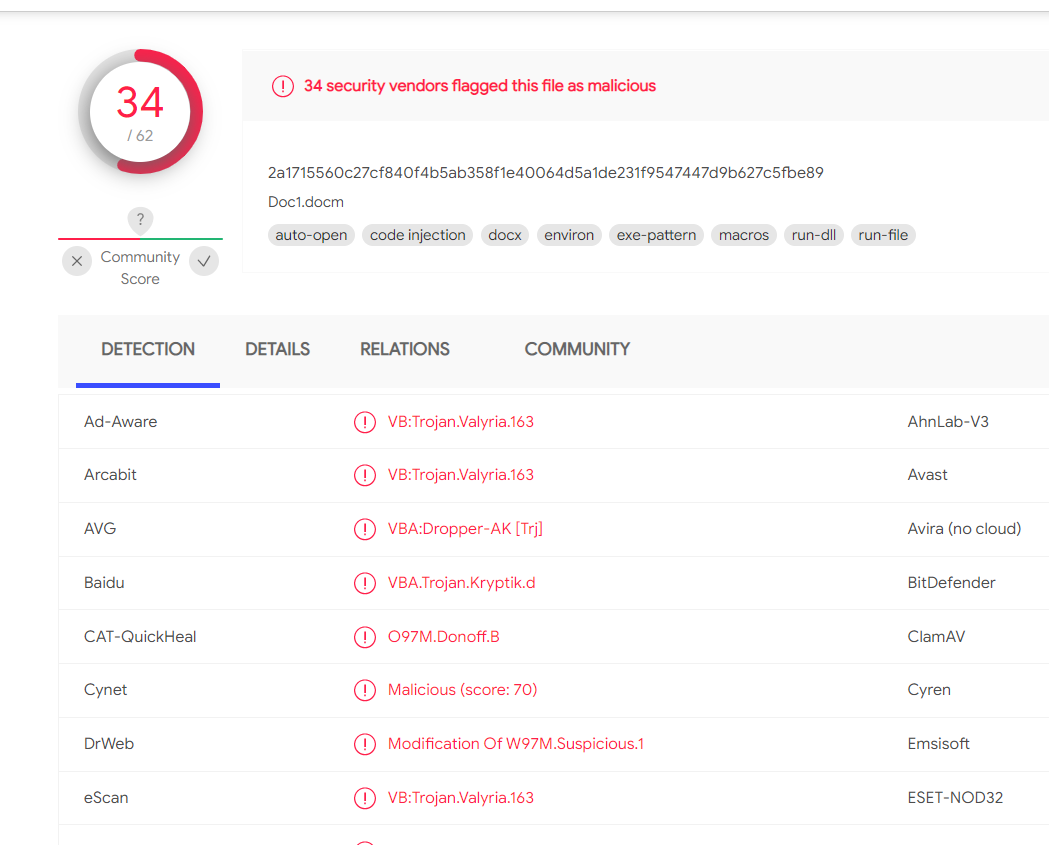 34
/ 62
?
Community
Score
34 security vendors flagged this file as malicious
2a1715560c27cf840f4b5ab358f1e40064d5a1de231f9547447d9b627c5fbe89
Doc1.docm
auto-open code injection docx environ exe-pattern macros run-dll run-file
DETECTION DETAILS RELATIONS COMMUNITY
Ad-Aware VB:Trojan.Valyria.163 AhnLab-V3
Arcabit VB:Trojan.Valyria.163 Avast
AVG VBA:Dropper-AK [Trj] Avira (no cloud)
Baidu VBA.Trojan.Kryptik.d BitDefender
CAT-QuickHeal O97M.Donoff.B ClamAV
Cynet Malicious (score: 70) Cyren
DrWeb Modification Of W97M.Suspicious.1 Emsisoft
eScan VB:Trojan.Valyria.163 ESET-NOD32